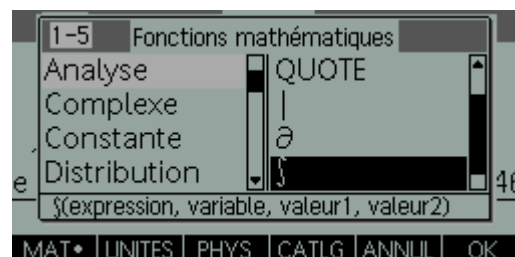 1-5 Fonctions mathématiques
Analyse QUOTE
Complexe |
Constante ∂
Distribution ∫
e 46
∫(expression, variable, valeur1, valeur2)
MAT• UNITES PHYS CATLG ANNUL OK